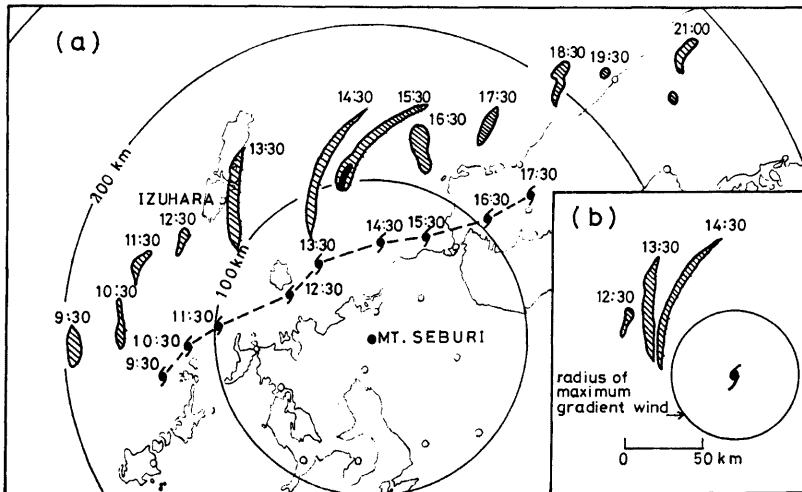 (a)
200 km
100km
IZUHARA
MT. SEBURI
9:30
10:30
11:30
12:30
13:30
14:30
15:30
16:30
17:30
18:30
19:30
21:00
9:30
10:30
11:30
12:30
13:30
14:30
15:30
16:30
17:30
(b)
12:30
13:30
14:30
radius of
maximum
gradient wind
0 50 km